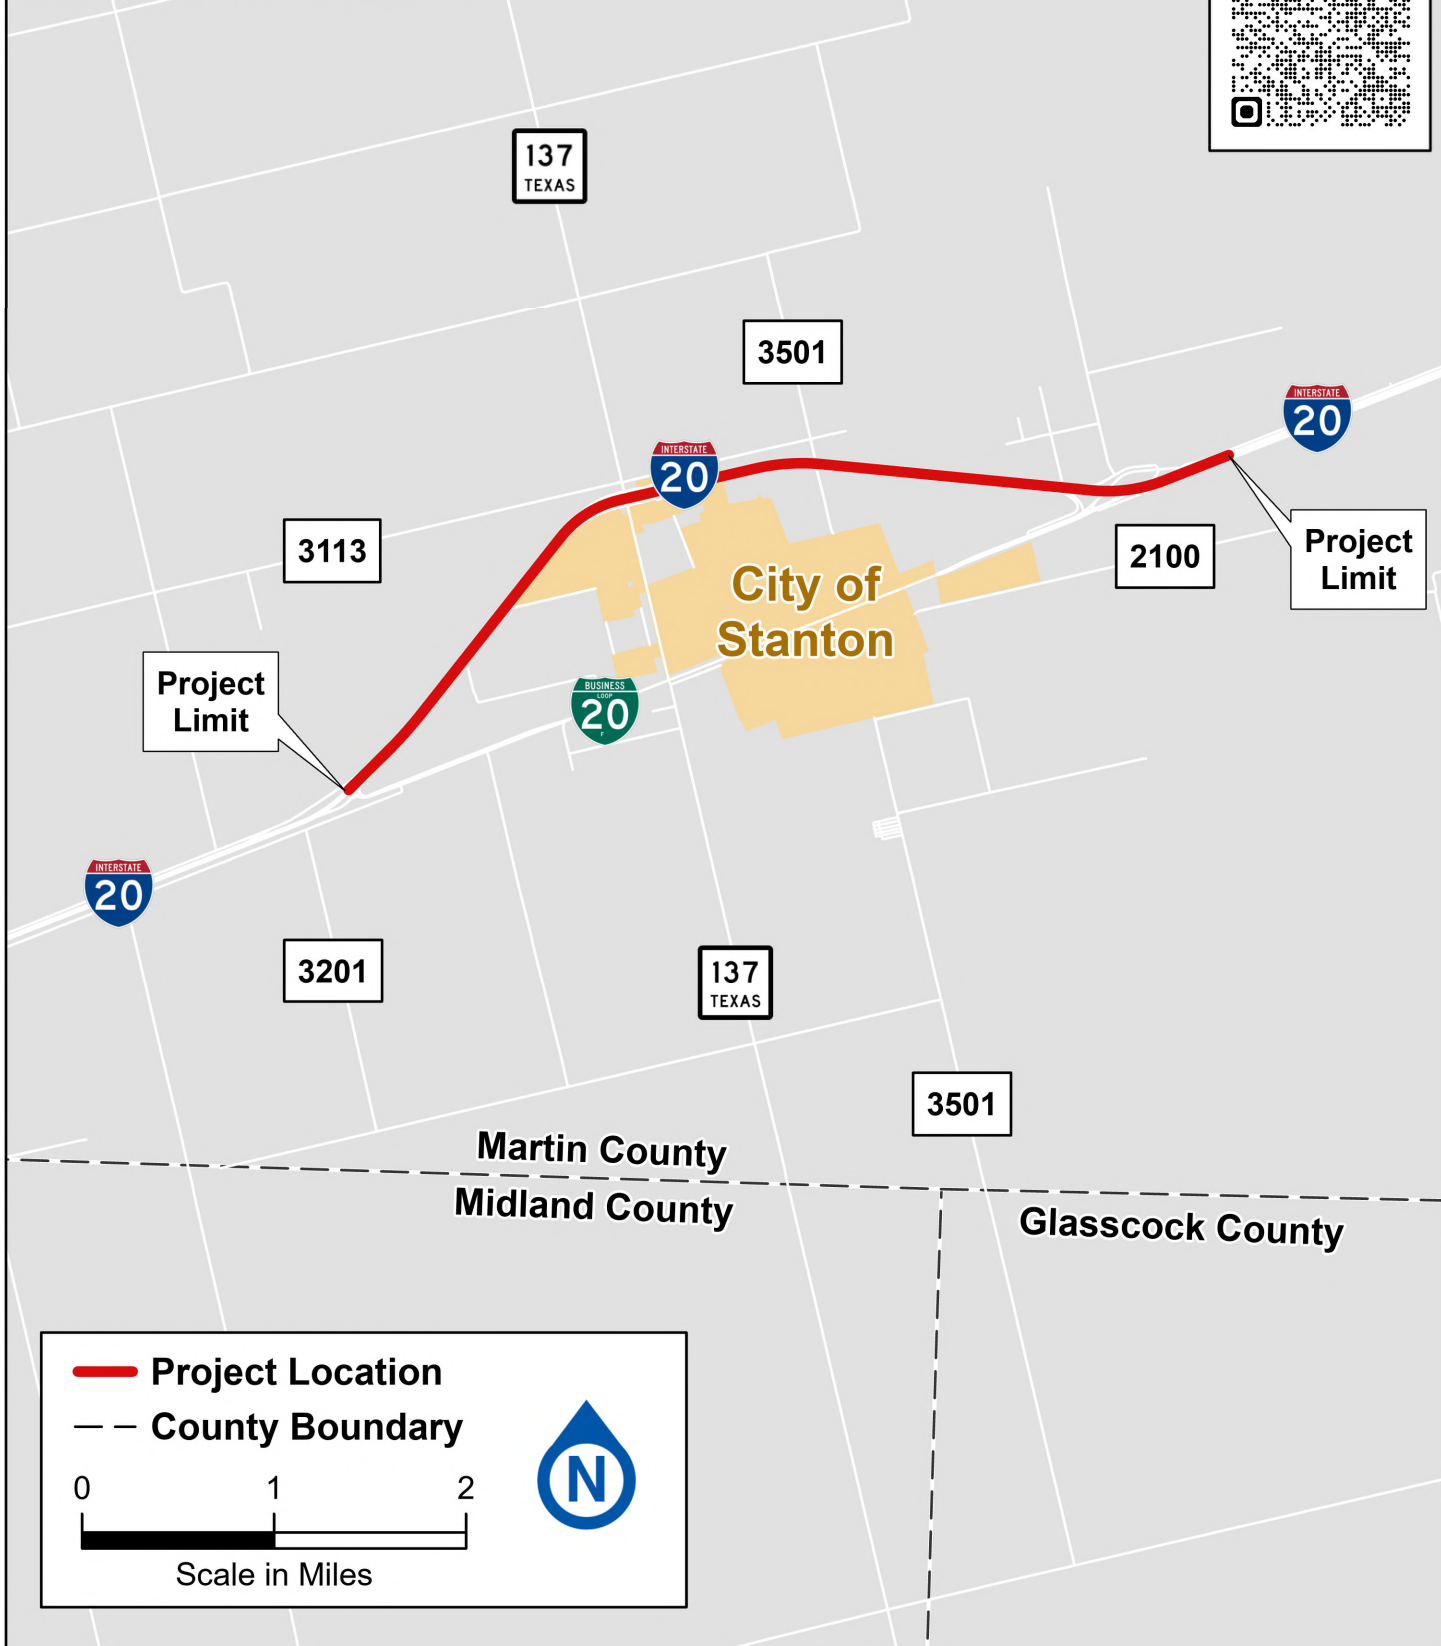 137
TEXAS
3501
INTERSTATE
20
INTERSTATE
20
3113
2100
Project
Limit
City of
Stanton
Project
Limit
BUSINESS
LOOP
20
F
INTERSTATE
20
3201
137
TEXAS
3501
Martin County
Midland County
Glasscock County
Project Location
County Boundary
N
0 1 2
Scale in Miles